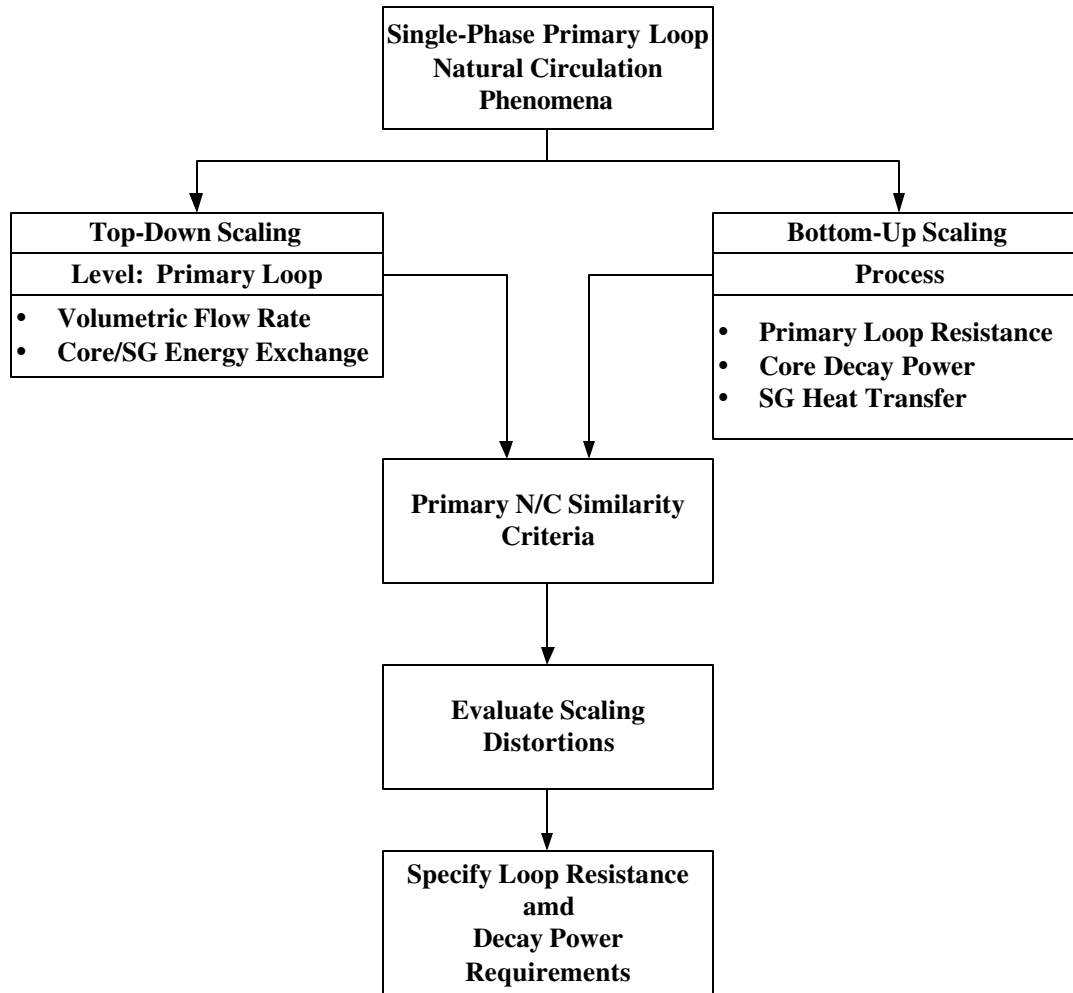 Single-Phase Primary Loop
Natural Circulation
Phenomena
Top-Down Scaling
Level: Primary Loop
• Volumetric Flow Rate
• Core/SG Energy Exchange
Bottom-Up Scaling
Process
• Primary Loop Resistance
• Core Decay Power
• SG Heat Transfer
Primary N/C Similarity
Criteria
Evaluate Scaling
Distortions
Specify Loop Resistance
amd
Decay Power
Requirements